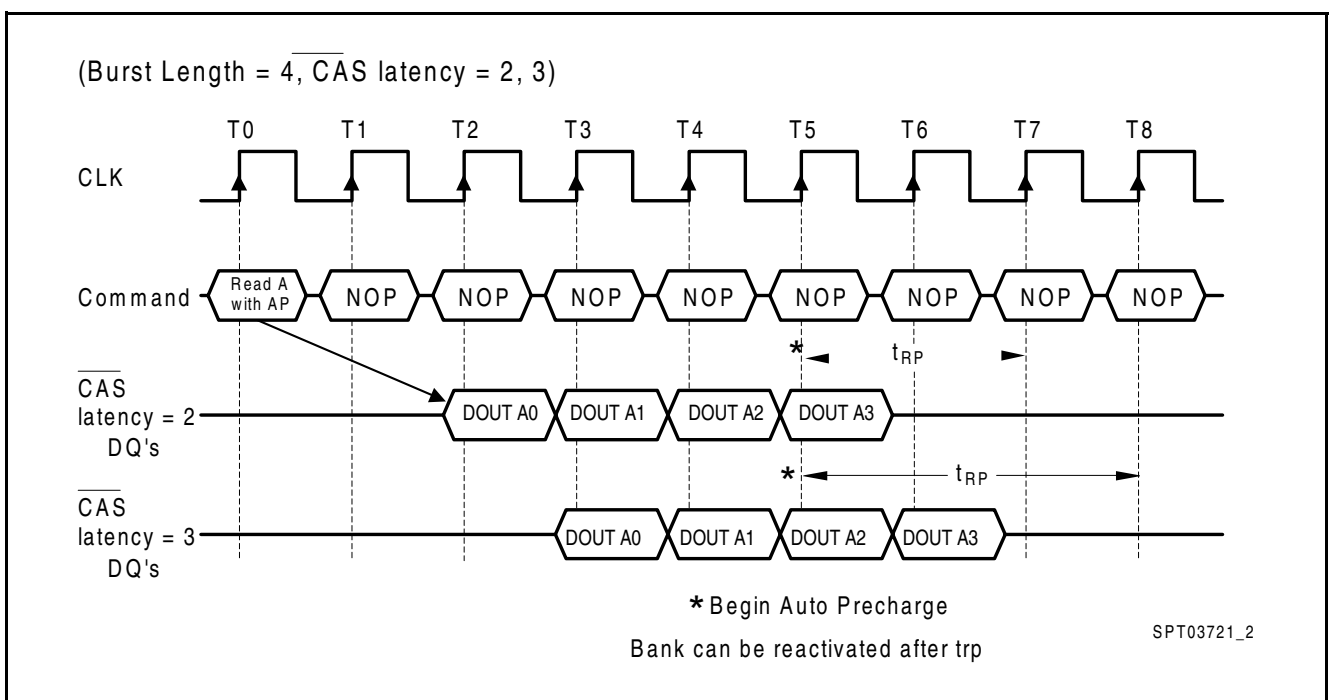 (Burst Length = 4, CAS latency = 2, 3)
T0 T1 T2 T3 T4 T5 T6 T7 T8
CLK
Command
Read A
with AP
NOP NOP NOP NOP NOP NOP NOP NOP
* tRP
CAS
latency = 2
DQ's
DOUT A0 DOUT A1 DOUT A2 DOUT A3
* tRP
CAS
latency = 3
DQ's
DOUT A0 DOUT A1 DOUT A2 DOUT A3
* Begin Auto Precharge
Bank can be reactivated after trp
SPT03721_2